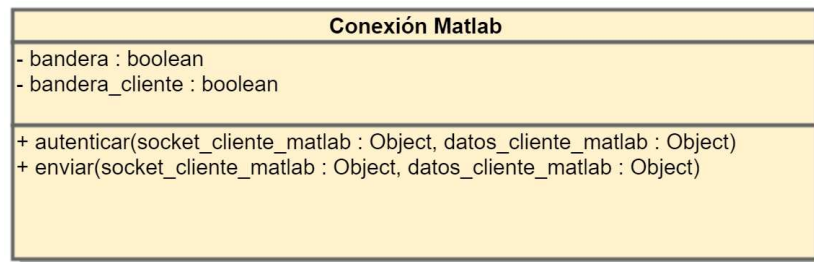 Conexión Matlab
- bandera : boolean
- bandera_cliente : boolean
+ autenticar(socket_cliente_matlab : Object, datos_cliente_matlab : Object)
+ enviar(socket_cliente_matlab : Object, datos_cliente_matlab : Object)